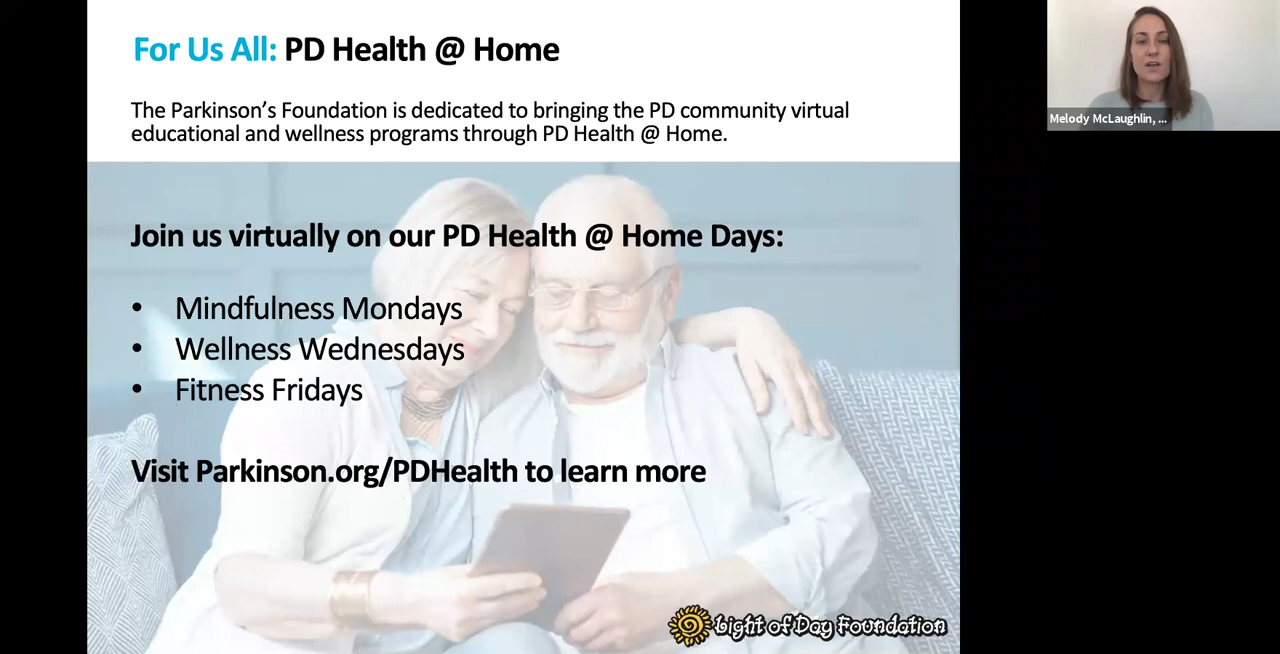 For Us All: PD Health @ Home
The Parkinson's Foundation is dedicated to bringing the PD community virtual
educational and wellness programs through PD Health @ Home.
Melody McLaughlin, ...
Join us virtually on our PD Health @ Home Days:
• Mindfulness Mondays
• Wellness Wednesdays
• Fitness Fridays
Visit Parkinson.org/PDHealth to learn more
Light of Day Foundation